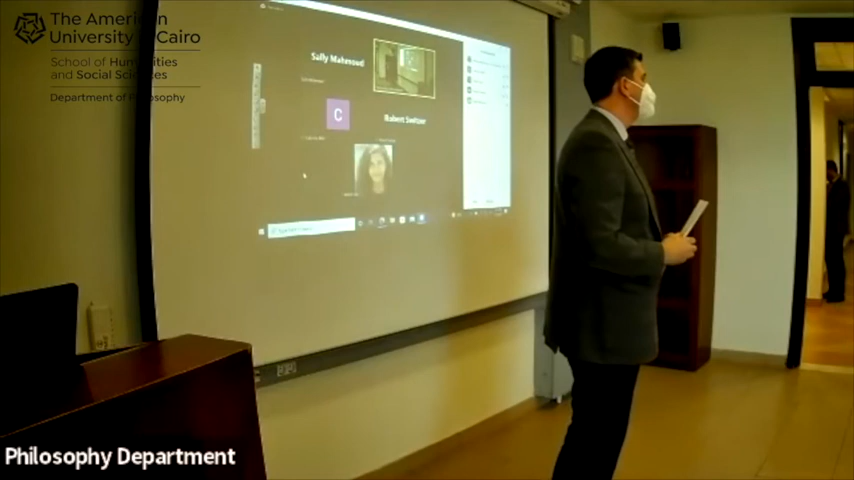 The American
University in Cairo
School of Humanities
and Social Sciences
Department of Philosophy
Sally Mahmoud
C
Robert Switzer
Philosophy Department